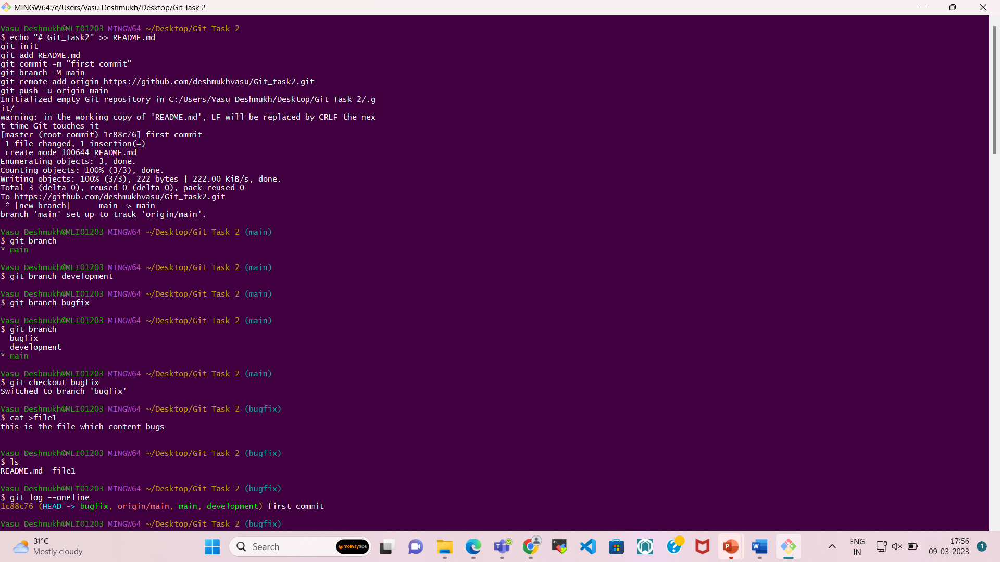 MINGW64:/c/Users/Vasu Deshmukh/Desktop/Git Task 2
Vasu Deshmukh@MLI01203 MINGW64 ~/Desktop/Git Task 2
$ echo "# Git_task2" >> README.md
git init
git add README.md
git commit -m "first commit"
git branch -M main
git remote add origin https://github.com/deshmukhvasu/Git_task2.git
git push -u origin main
Initialized empty Git repository in C:/Users/Vasu Deshmukh/Desktop/Git Task 2/.g
it/
warning: in the working copy of 'README.md', LF will be replaced by CRLF the nex
t time Git touches it
[master (root-commit) 1c88c76] first commit
 1 file changed, 1 insertion(+)
 create mode 100644 README.md
Enumerating objects: 3, done.
Counting objects: 100% (3/3), done.
Writing objects: 100% (3/3), 222 bytes | 222.00 KiB/s, done.
Total 3 (delta 0), reused 0 (delta 0), pack-reused 0
To https://github.com/deshmukhvasu/Git_task2.git
 * [new branch]      main -> main
branch 'main' set up to track 'origin/main'.
Vasu Deshmukh@MLI01203 MINGW64 ~/Desktop/Git Task 2 (main)
$ git branch
* main
Vasu Deshmukh@MLI01203 MINGW64 ~/Desktop/Git Task 2 (main)
$ git branch development
Vasu Deshmukh@MLI01203 MINGW64 ~/Desktop/Git Task 2 (main)
$ git branch bugfix
Vasu Deshmukh@MLI01203 MINGW64 ~/Desktop/Git Task 2 (main)
$ git branch
  bugfix
  development
* main
Vasu Deshmukh@MLI01203 MINGW64 ~/Desktop/Git Task 2 (main)
$ git checkout bugfix
Switched to branch 'bugfix'
Vasu Deshmukh@MLI01203 MINGW64 ~/Desktop/Git Task 2 (bugfix)
$ cat >file1
this is the file which content bugs
Vasu Deshmukh@MLI01203 MINGW64 ~/Desktop/Git Task 2 (bugfix)
$ ls
README.md  file1
Vasu Deshmukh@MLI01203 MINGW64 ~/Desktop/Git Task 2 (bugfix)
$ git log --oneline
1c88c76 (HEAD -> bugfix, origin/main, main, development) first commit
Vasu Deshmukh@MLI01203 MINGW64 ~/Desktop/Git Task 2 (bugfix)
31°C
Mostly cloudy
Search
motivitylabs
ENG
IN
17:56
09-03-2023
1